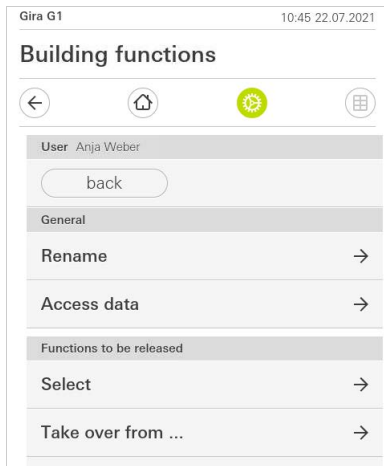 Gira G1 10:45 22.07.2021
Building functions
User Anja Weber
back
General
Rename
Access data
Functions to be released
Select
Take over from ...